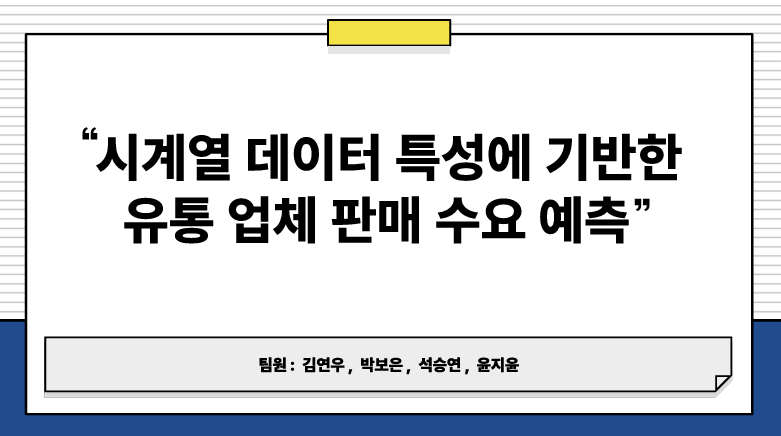 “시계열 데이터 특성에 기반한
유통 업체 판매 수요 예측”
팀원 : 김연우 , 박보은 , 석승연 , 윤지윤